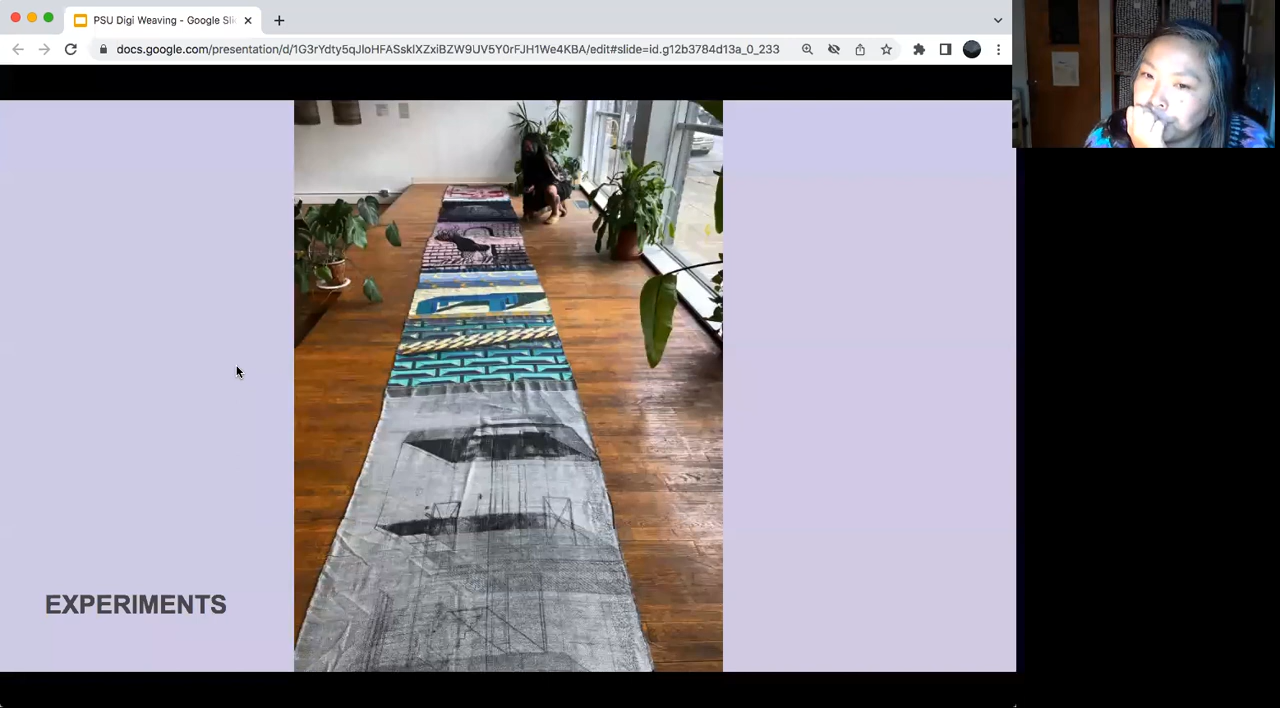 PSU Digi Weaving - Google Sli
docs.google.com/presentation/d/1G3rYdty5qJloHFASsklXZxiBZW9UV5Y0rFJH1We4KBA/edit#slide=id.g12b3784d13a_0_233
EXPERIMENTS